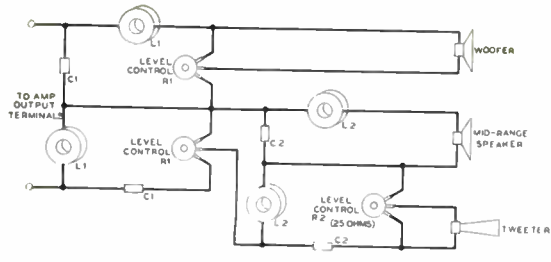 L1
WOOFER
LEVEL
CONTROL
R1
C1
TO AMP
OUTPUT
TERMINALS
L1
LEVEL
CONTROL
R1
C1
C2
L2
MID-RANGE
SPEAKER
L2
LEVEL
CONTROL
R2
(25 OHMS)
C2
TWEETER